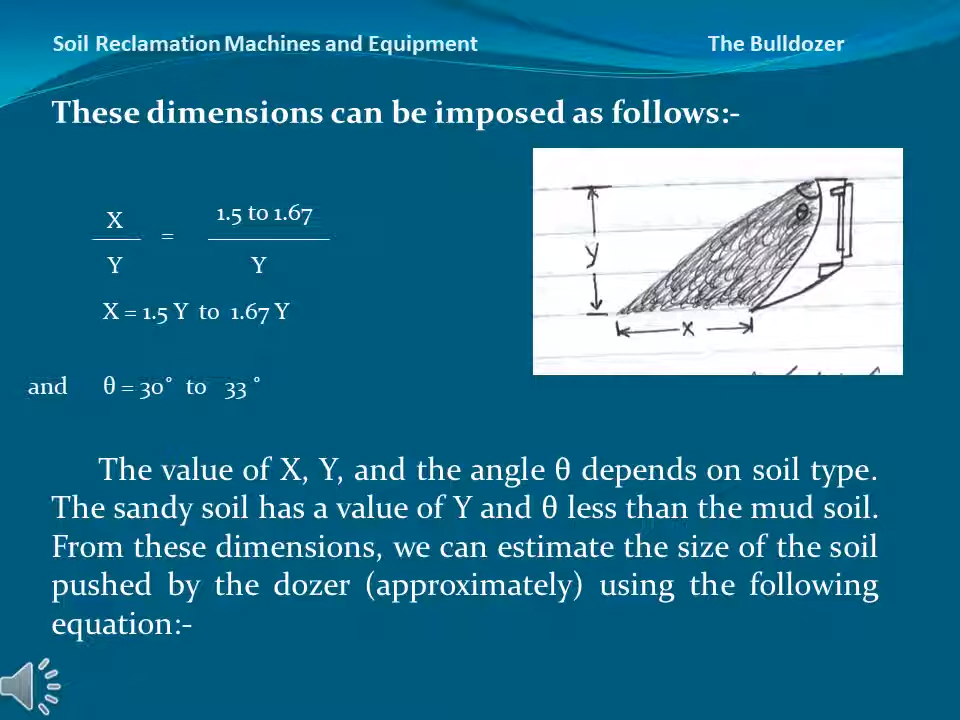 Soil Reclamation Machines and Equipment The Bulldozer
These dimensions can be imposed as follows:-
X 1.5 to 1.67
=
Y Y
X = 1.5 Y to 1.67 Y
and θ = 30° to 33 °
θ
y
x
The value of X, Y, and the angle θ depends on soil type.
The sandy soil has a value of Y and θ less than the mud soil.
From these dimensions, we can estimate the size of the soil
pushed by the dozer (approximately) using the following
equation:-